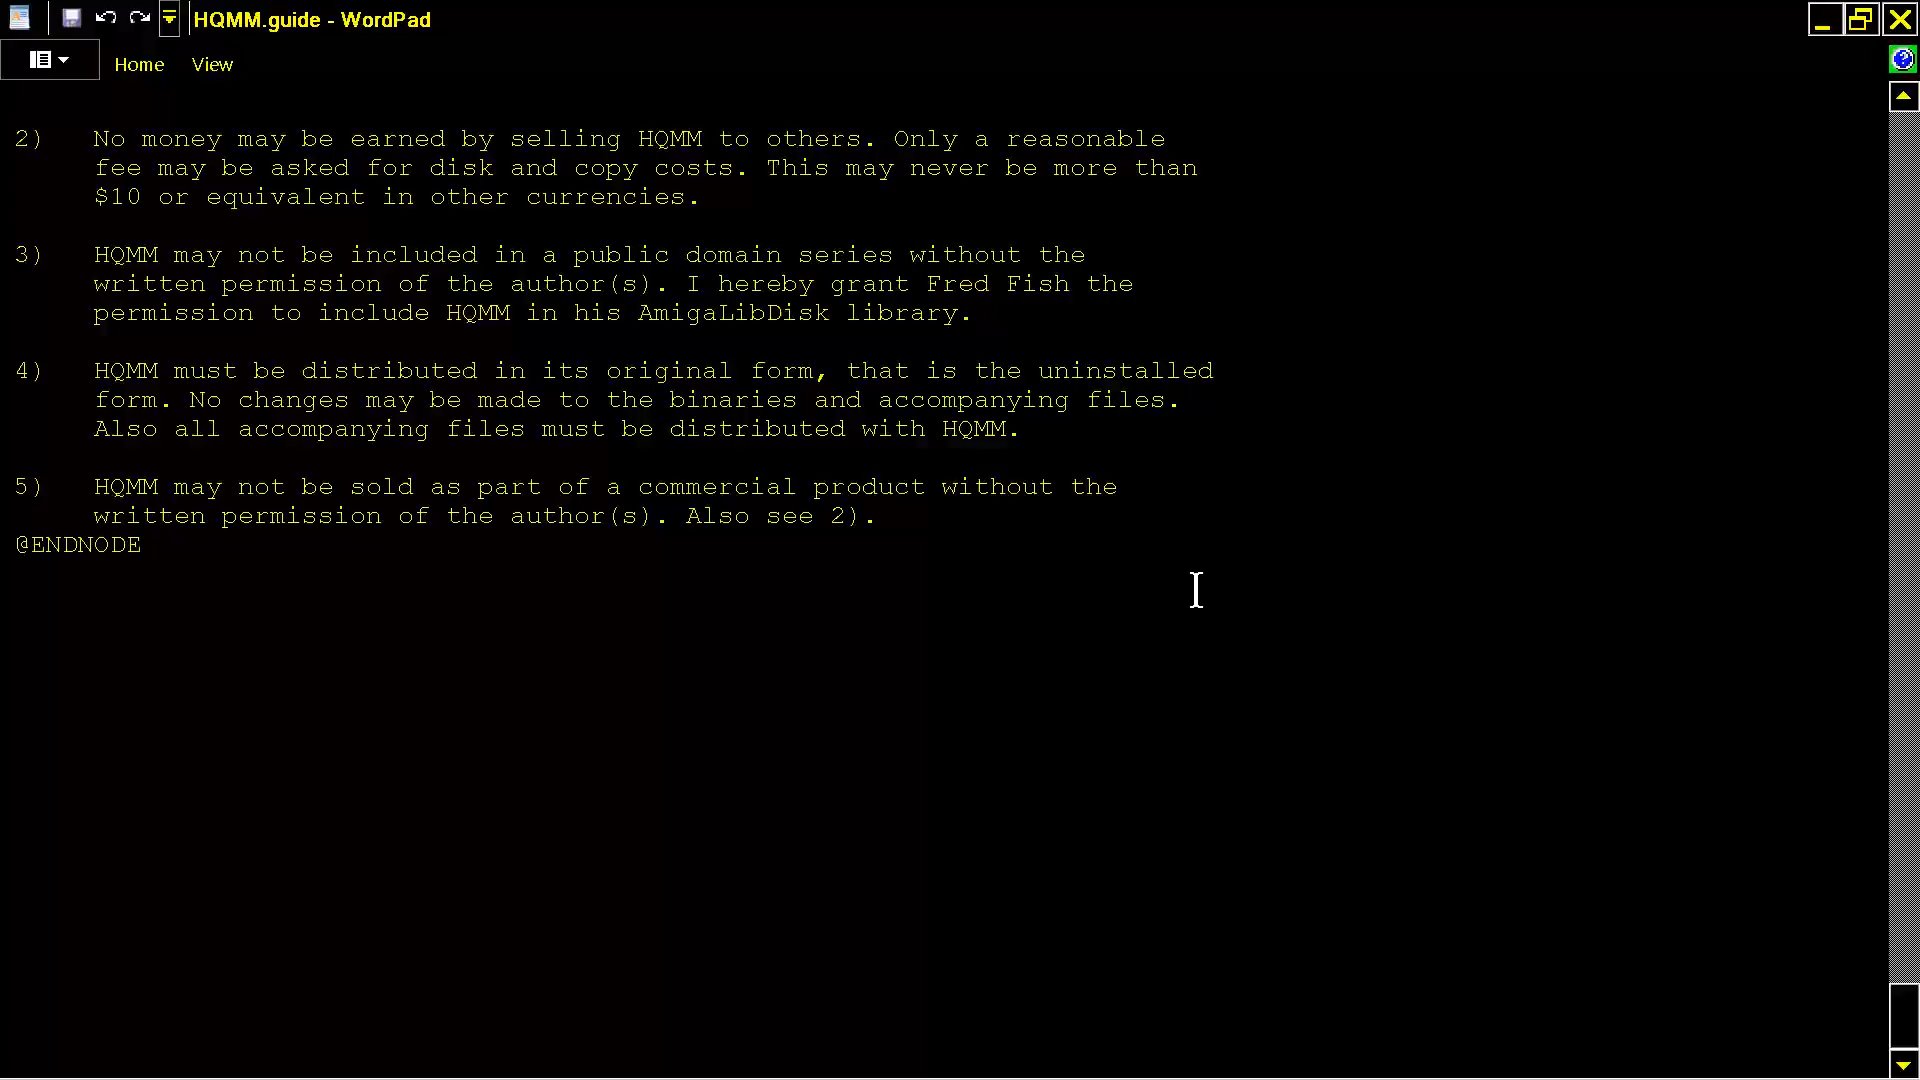 HQMM.guide - WordPad
Home View
2) No money may be earned by selling HQMM to others. Only a reasonable
fee may be asked for disk and copy costs. This may never be more than
$10 or equivalent in other currencies.
3) HQMM may not be included in a public domain series without the
written permission of the author(s). I hereby grant Fred Fish the
permission to include HQMM in his AmigaLibDisk library.
4) HQMM must be distributed in its original form, that is the uninstalled
form. No changes may be made to the binaries and accompanying files.
Also all accompanying files must be distributed with HQMM.
5) HQMM may not be sold as part of a commercial product without the
written permission of the author(s). Also see 2).
@ENDNODE